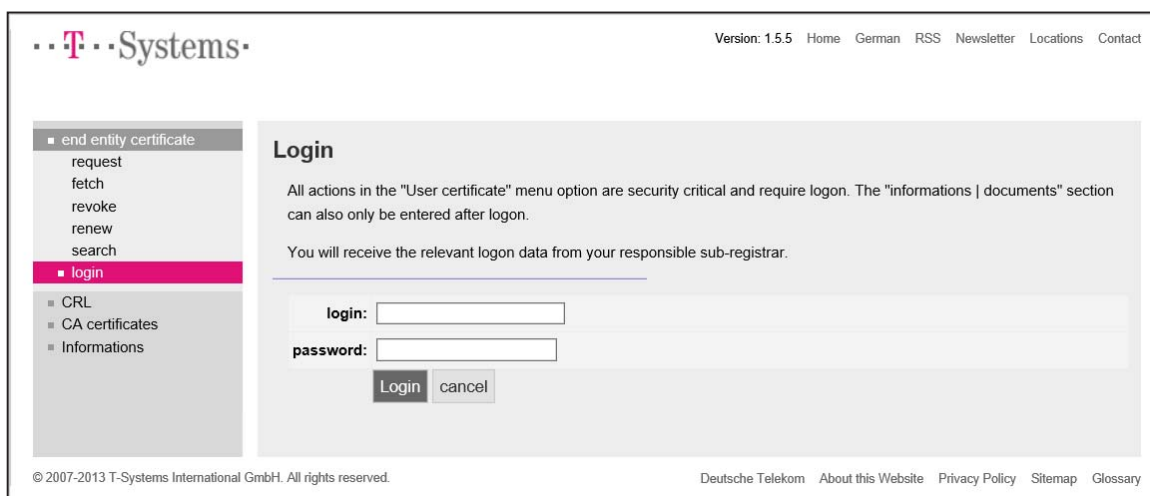 ···T···Systems·
Version: 1.5.5 Home German RSS Newsletter Locations Contact
end entity certificate
request
fetch
revoke
renew
search
login
CRL
CA certificates
Informations
Login
All actions in the "User certificate" menu option are security critical and require logon. The "informations | documents" section
can also only be entered after logon.
You will receive the relevant logon data from your responsible sub-registrar.
login:
password:
Login cancel
© 2007-2013 T-Systems International GmbH. All rights reserved.
Deutsche Telekom About this Website Privacy Policy Sitemap Glossary